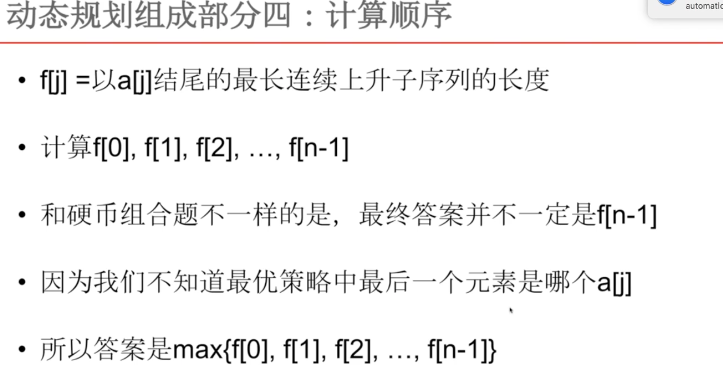 动态规划组成部分四：计算顺序
automatic
• f[j] =以a[j]结尾的最长连续上升子序列的长度
• 计算f[0], f[1], f[2], …, f[n-1]
• 和硬币组合题不一样的是，最终答案并不一定是f[n-1]
• 因为我们不知道最优策略中最后一个元素是哪个a[j]
• 所以答案是max{f[0], f[1], f[2], …, f[n-1]}